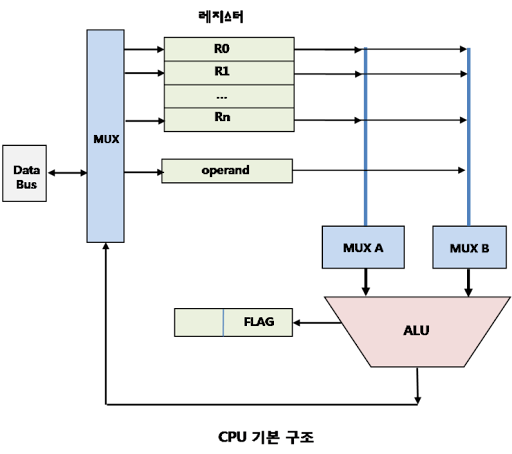 레지스터
R0
R1
...
Rn
MUX
operand
Data
Bus
MUX A
MUX B
FLAG
ALU
CPU 기본 구조